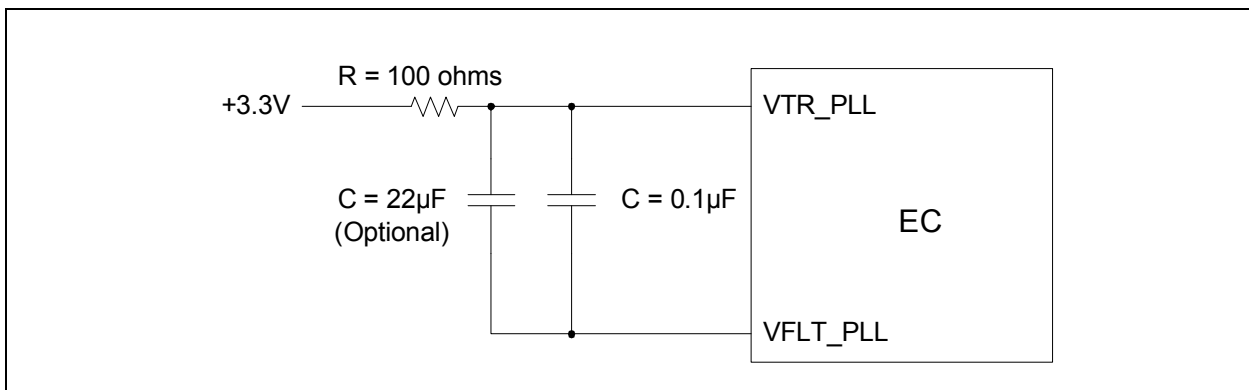 R = 100 ohms
+3.3V
VTR_PLL
C = 22µF
(Optional)
C = 0.1µF
EC
VFLT_PLL